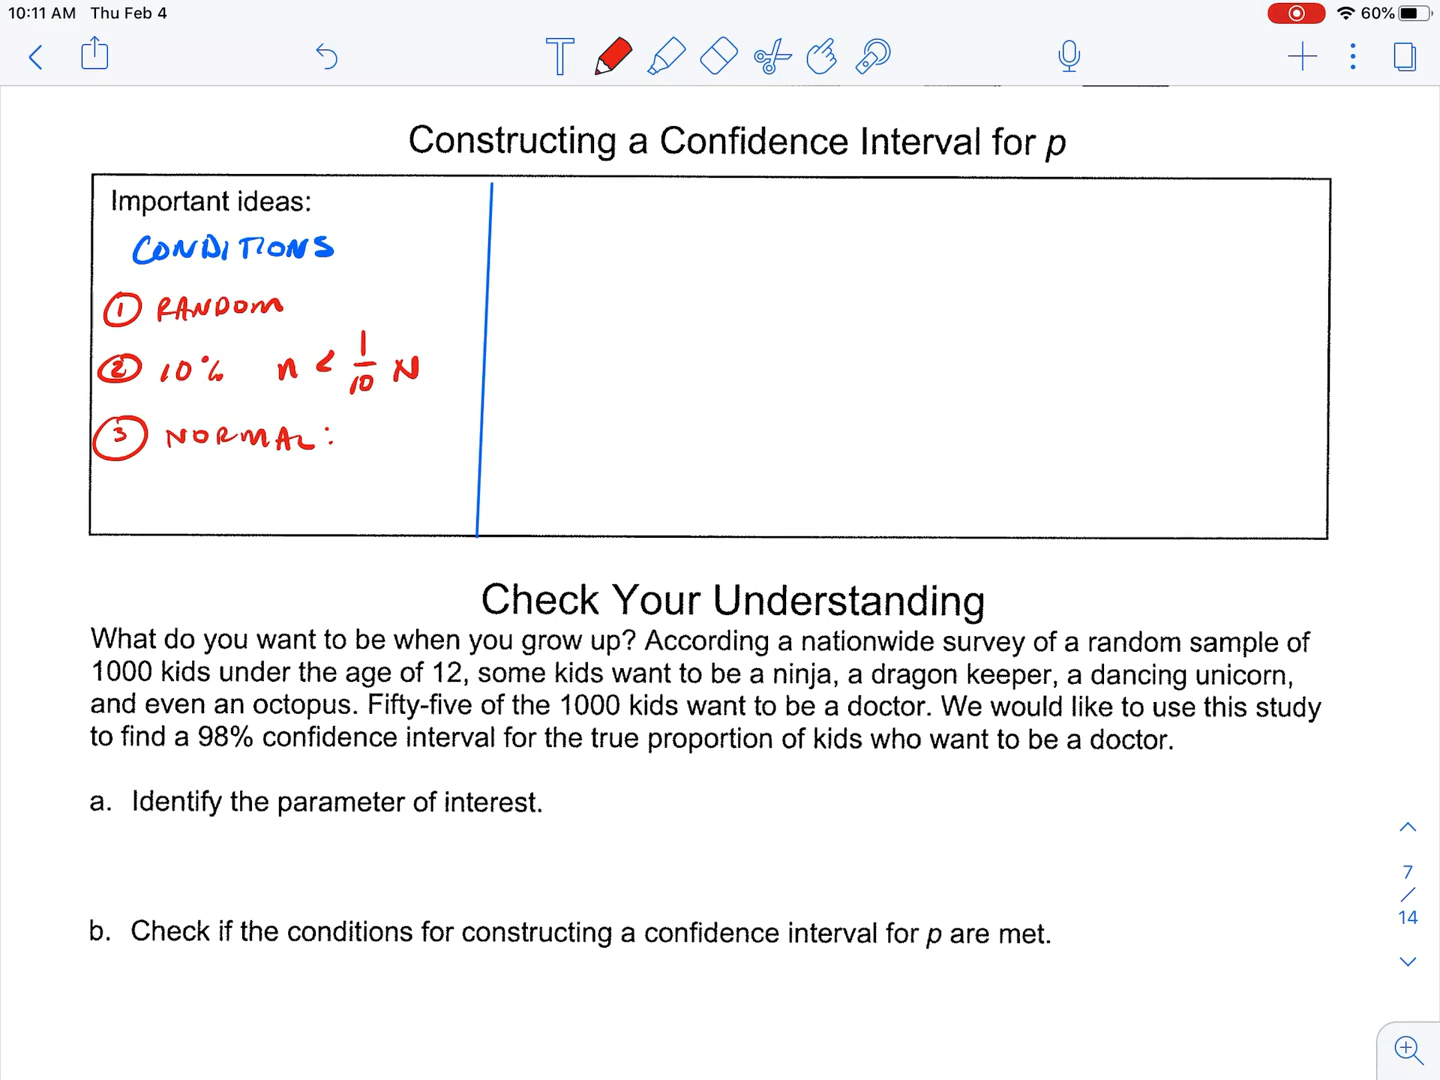 10:11 AM Thu Feb 4
60%
T
Constructing a Confidence Interval for p
Important ideas:
CONDITIONS
① RANDOM
② 10% n < 1/10 N
③ NORMAL:
Check Your Understanding
What do you want to be when you grow up? According a nationwide survey of a random sample of
1000 kids under the age of 12, some kids want to be a ninja, a dragon keeper, a dancing unicorn,
and even an octopus. Fifty-five of the 1000 kids want to be a doctor. We would like to use this study
to find a 98% confidence interval for the true proportion of kids who want to be a doctor.
a. Identify the parameter of interest.
b. Check if the conditions for constructing a confidence interval for p are met.
7
/
14